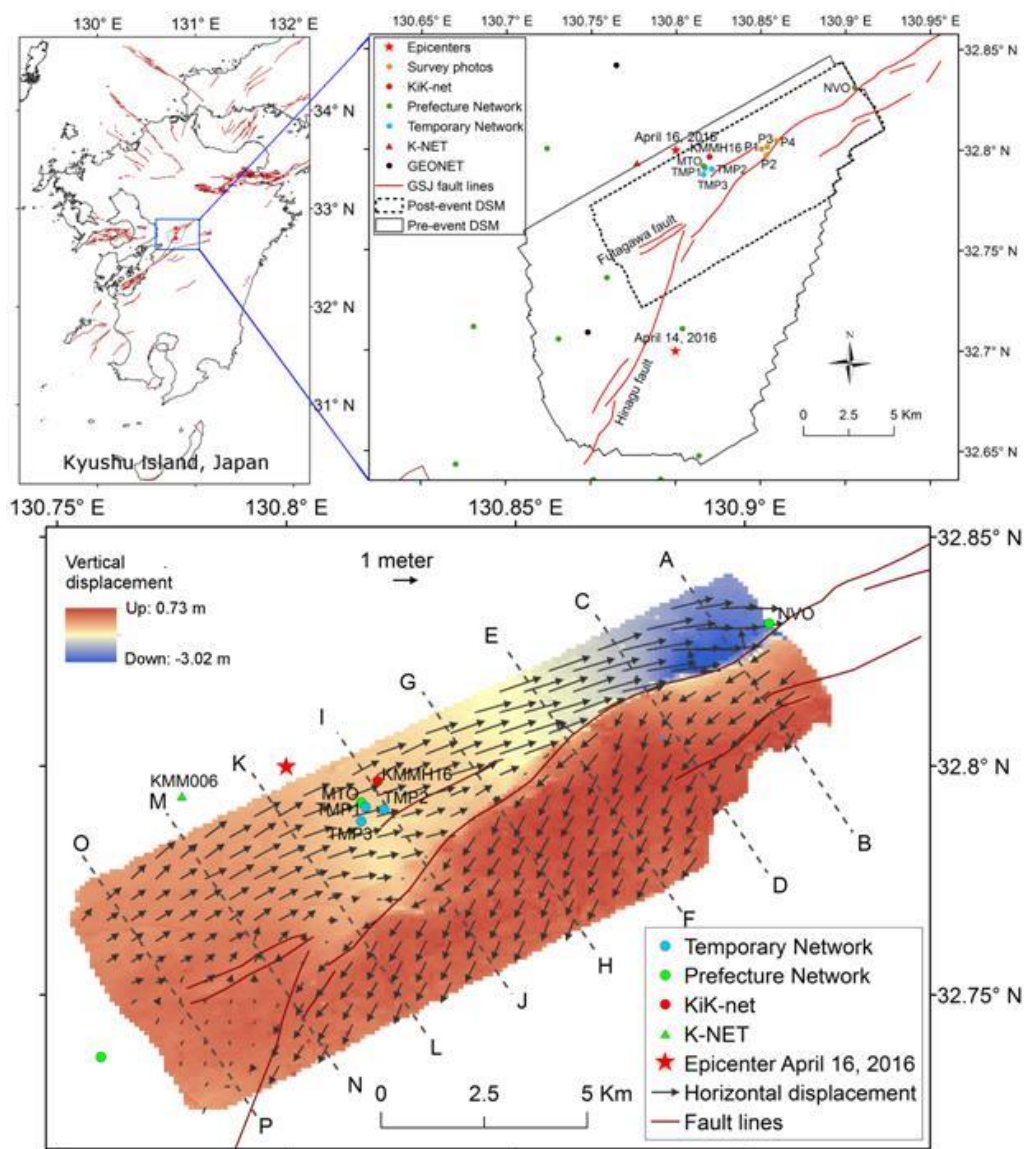 130° E
131° E
132° E
34° N
33° N
32° N
31° N
Kyushu Island, Japan
130.65° E
130.7° E
130.75° E
130.8° E
130.85° E
130.9° E
130.95° E
32.85° N
32.8° N
32.75° N
32.7° N
32.65° N
Epicenters
Survey photos
KiK-net
Prefecture Network
Temporary Network
K-NET
GEONET
GSJ fault lines
Post-event DSM
Pre-event DSM
NVO
April 16, 2016
KMMH16
P3
P4
P1
P2
MTO
TMP1
TMP2
TMP3
Futagawa fault
April 14, 2016
Hinagu fault
N
0 2.5 5 Km
130.75° E
130.8° E
130.85° E
130.9° E
32.85° N
32.8° N
32.75° N
Vertical
displacement
Up: 0.73 m
Down: -3.02 m
1 meter
A
C
E
G
I
K
M
O
NVO
KMM006
KMMH16
MTO
TMP1
TMP2
TMP3
B
D
F
H
J
L
N
P
0 2.5 5 Km
Temporary Network
Prefecture Network
KiK-net
K-NET
Epicenter April 16, 2016
Horizontal displacement
Fault lines